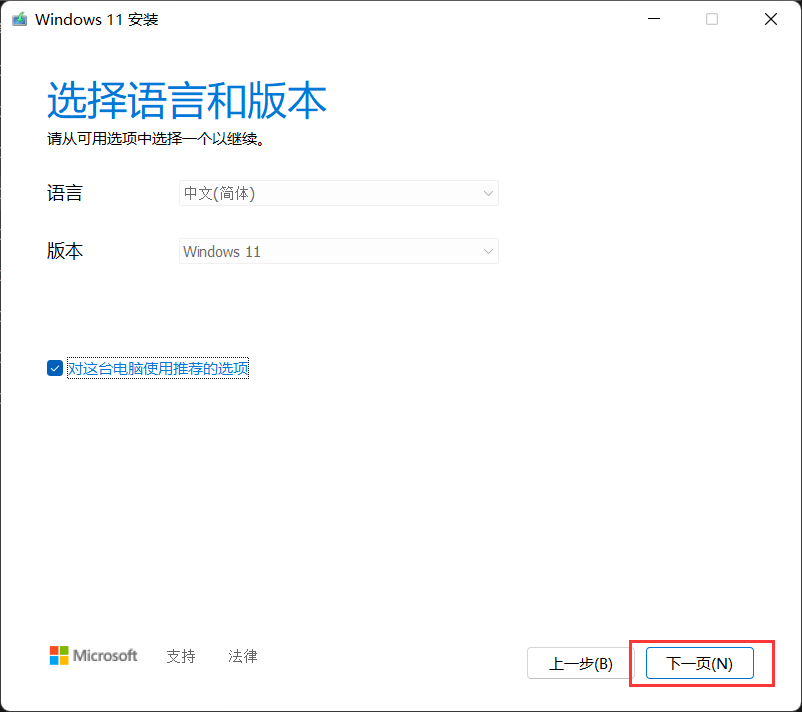 Windows 11 安装
选择语言和版本
请从可用选项中选择一个以继续。
语言
中文(简体)
版本
Windows 11
对这台电脑使用推荐的选项
Microsoft 支持 法律 上一步(B) 下一页(N)